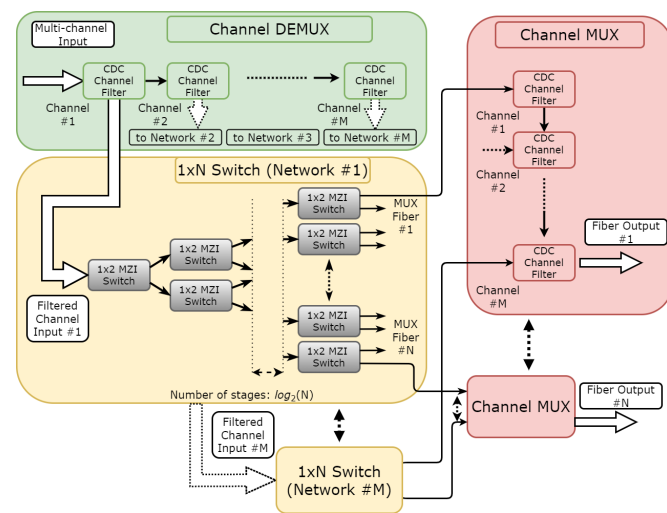 Multi-channel
Input
Channel DEMUX
CDC
Channel
Filter
CDC
Channel
Filter
CDC
Channel
Filter
Channel
#1
Channel
#2
Channel
#M
to Network #2
to Network #3
to Network #M
1xN Switch (Network #1)
1x2 MZI
Switch
1x2 MZI
Switch
1x2 MZI
Switch
1x2 MZI
Switch
1x2 MZI
Switch
1x2 MZI
Switch
1x2 MZI
Switch
MUX
Fiber
#1
MUX
Fiber
#N
Filtered
Channel
Input #1
Number of stages: log2(N)
Filtered
Channel
Input #M
1xN Switch
(Network #M)
Channel MUX
CDC
Channel
Filter
Channel
#1
CDC
Channel
Filter
Channel
#2
CDC
Channel
Filter
Channel
#M
Fiber Output
#1
Channel MUX
Fiber Output
#N